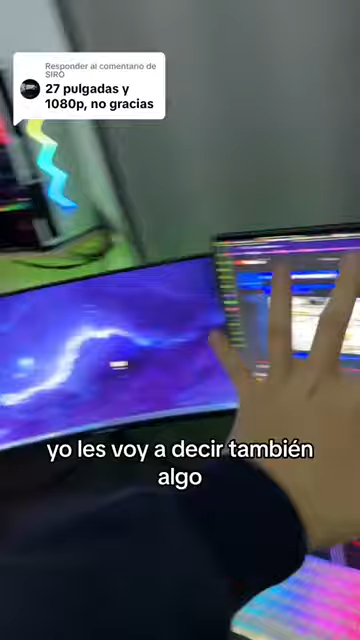 Responder al comentario de
SIRO
27 pulgadas y
1080p, no gracias
yo les voy a decir también
algo